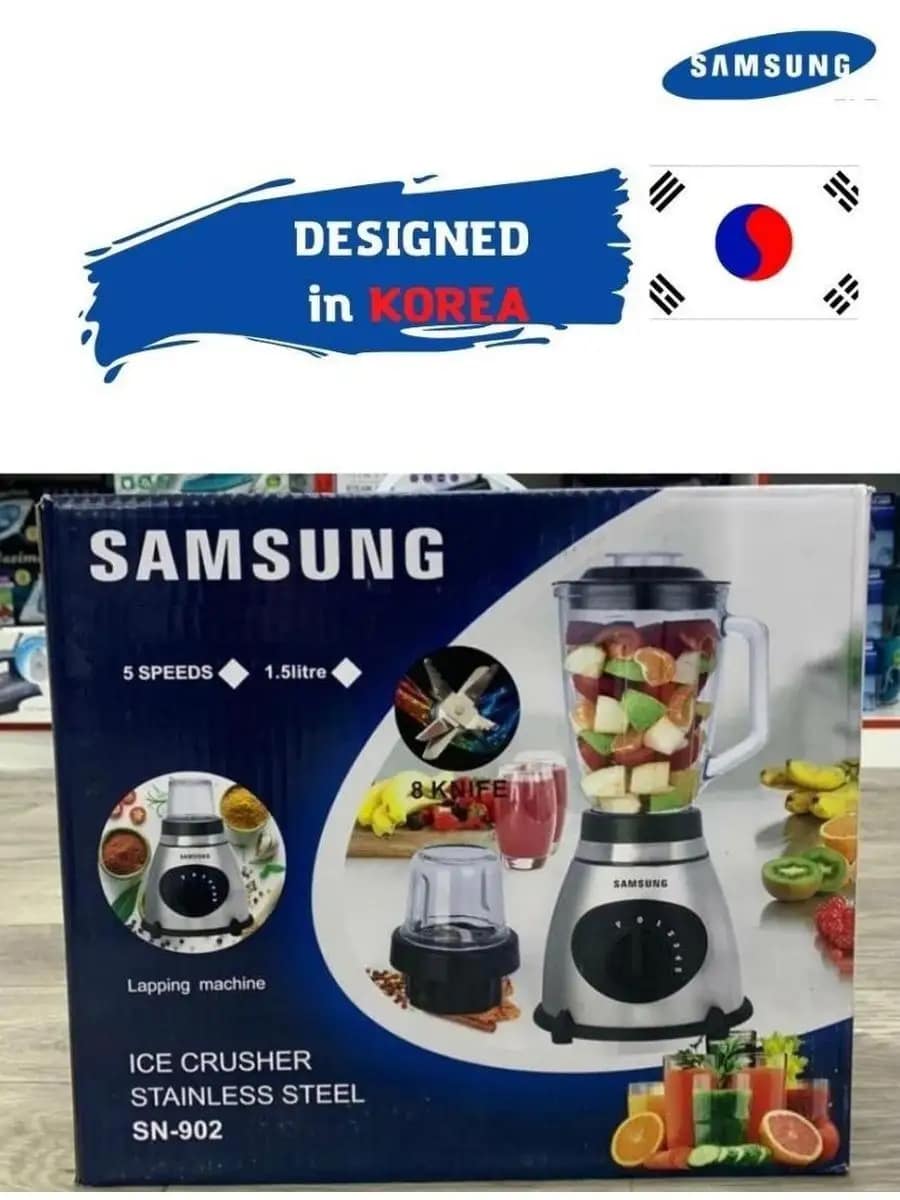 SAMSUNG
DESIGNED
in KOREA
SAMSUNG
5 SPEEDS 1.5litre
8 KNIFE
SAMSUNG
SAMSUNG
Lapping machine
ICE CRUSHER
STAINLESS STEEL
SN-902